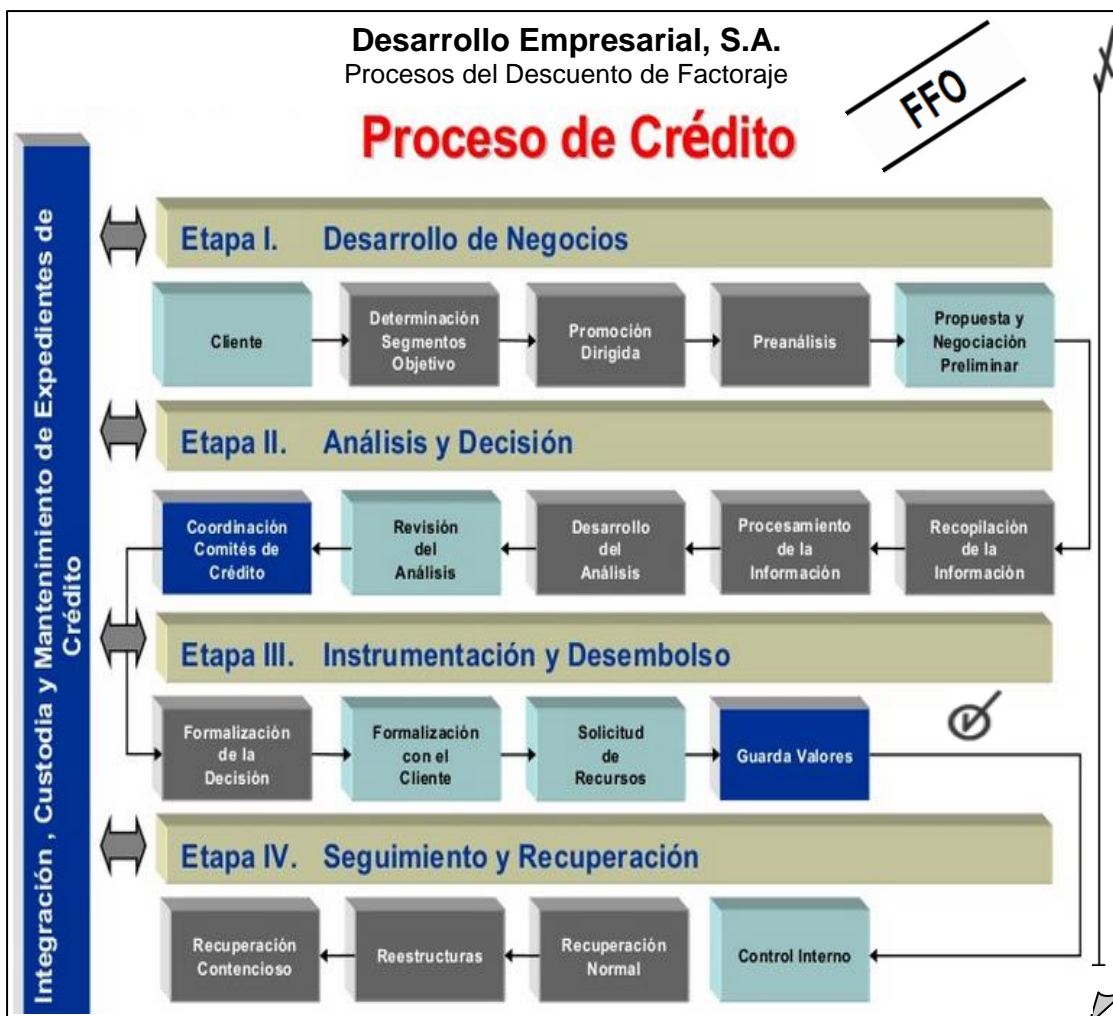 Desarrollo Empresarial, S.A.
Procesos del Descuento de Factoraje
FFO
Proceso de Crédito
Integración , Custodia y Mantenimiento de Expedientes de
Crédito
Etapa I. Desarrollo de Negocios
Cliente
Determinación
Segmentos
Objetivo
Promoción
Dirigida
Preanálisis
Propuesta y
Negociación
Preliminar
Etapa II. Análisis y Decisión
Coordinación
Comités de
Crédito
Revisión
del
Análisis
Desarrollo
del
Análisis
Procesamiento
de la
Información
Recopilación
de la
Información
Etapa III. Instrumentación y Desembolso
Formalización
de la
Decisión
Formalización
con el
Cliente
Solicitud
de
Recursos
Guarda Valores
Etapa IV. Seguimiento y Recuperación
Recuperación
Contencioso
Reestructuras
Recuperación
Normal
Control Interno